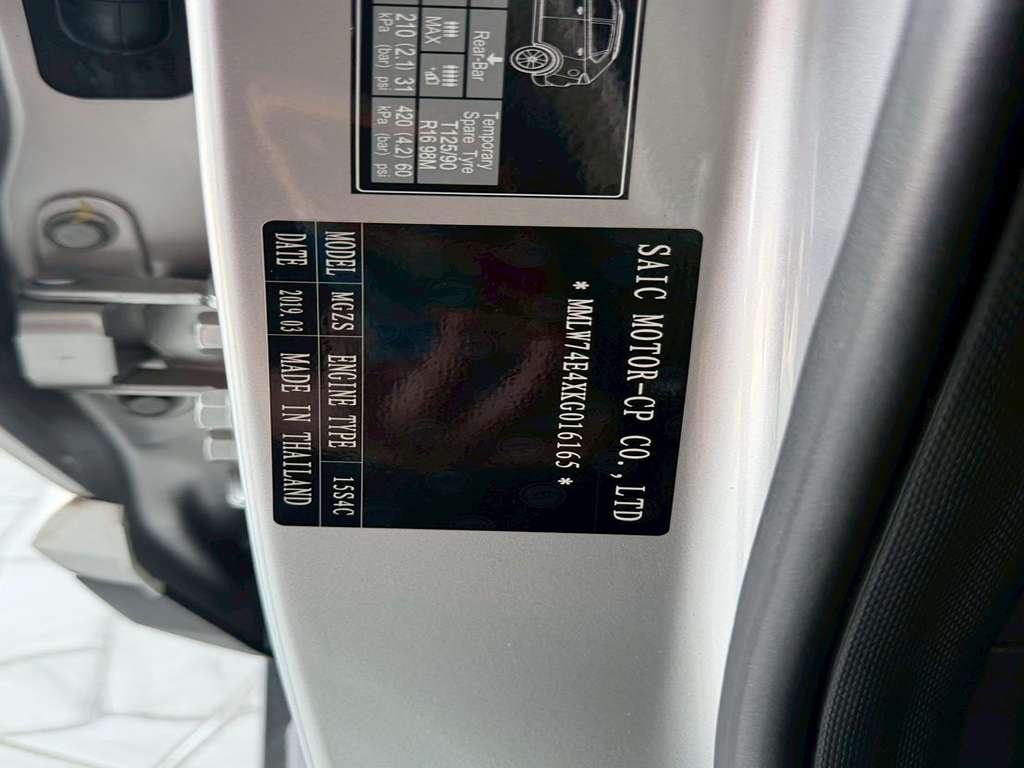 Rear-Bar
MAX
210 (2.1) 31
kPa (bar) psi
Temporary
Spare Tyre
T125/90
R16 98M
420 (4.2) 60
kPa (bar) psi
SAIC MOTOR-CP CO.,LTD
*MMLW74E4XKG016165*
MODEL MGZS ENGINE TYPE 15S4C
DATE 2019.03 MADE IN THAILAND